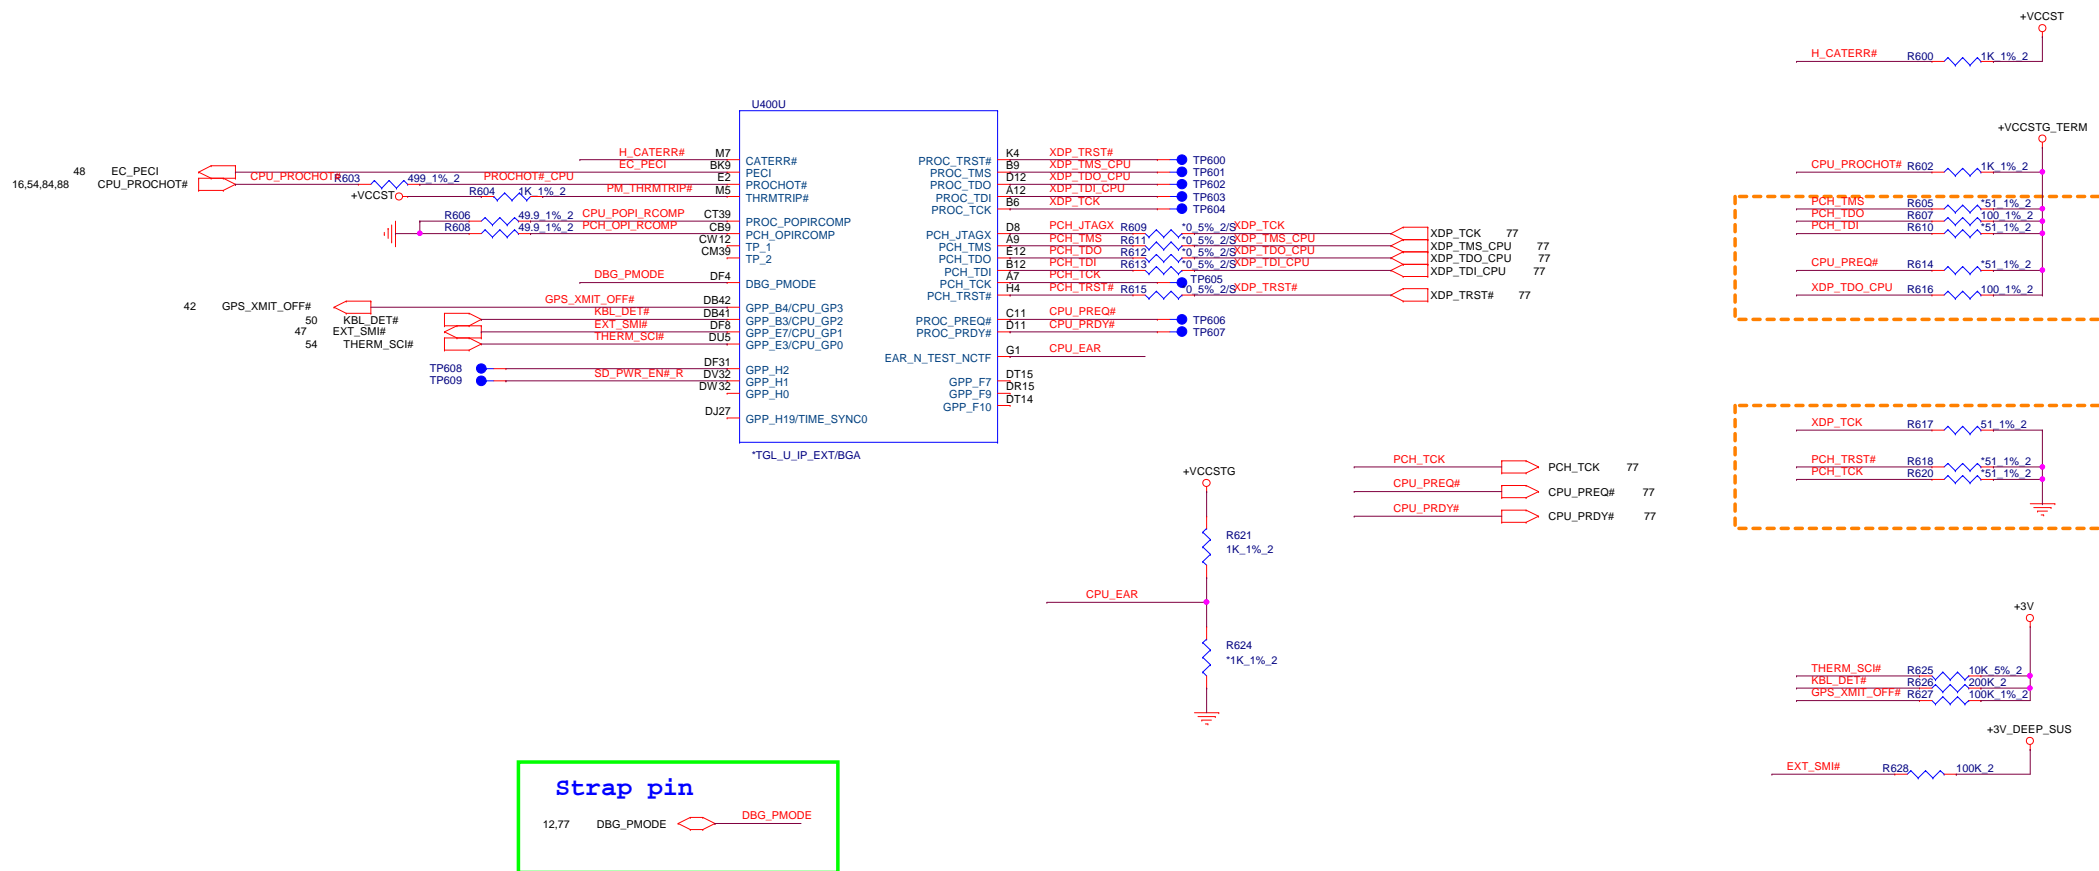 +VCCST
H_CATERR# R600 1K_1%_2
U400U
+VCCSTG_TERM
CPU_PROCHOT# R602 1K_1%_2
PCH_TMS R605 *51_1%_2
PCH_TDO R607 100_1%_2
PCH_TDI R610 *51_1%_2
CPU_PREQ# R614 *51_1%_2
XDP_TDO_CPU R616 100_1%_2
H_CATERR# M7 CATERR#
48 EC_PECI EC_PECI BK9 PECI
16,54,84,88 CPU_PROCHOT# CPU_PROCHOT# R603 499_1%_2 PROCHOT#_CPU E2 PROCHOT#
+VCCST R604 1K_1%_2 PM_THRMTRIP# M5 THRMTRIP#
R606 49.9_1%_2 CPU_POPI_RCOMP CT39 PROC_POPIRCOMP
R608 49.9_1%_2 PCH_OPI_RCOMP CB9 PCH_OPIRCOMP
CW12 TP_1
CM39 TP_2
DBG_PMODE DF4 DBG_PMODE
42 GPS_XMIT_OFF# GPS_XMIT_OFF# DB42 GPP_B4/CPU_GP3
50 KBL_DET# KBL_DET# DB41 GPP_B3/CPU_GP2
47 EXT_SMI# EXT_SMI# DF8 GPP_E7/CPU_GP1
54 THERM_SCI# THERM_SCI# DU5 GPP_E3/CPU_GP0
TP608 DF31 GPP_H2
TP609 SD_PWR_EN#_R DV32 GPP_H1
DW32 GPP_H0
DJ27 GPP_H19/TIME_SYNC0
PROC_TRST# K4 XDP_TRST# TP600
PROC_TMS B9 XDP_TMS_CPU TP601
PROC_TDO D12 XDP_TDO_CPU TP602
PROC_TDI A12 XDP_TDI_CPU TP603
PROC_TCK B6 XDP_TCK TP604
PCH_JTAGX D8 PCH_JTAGX R609 *0_5%_2/S XDP_TCK XDP_TCK 77
PCH_TMS A9 PCH_TMS R611 *0_5%_2/S XDP_TMS_CPU XDP_TMS_CPU 77
PCH_TDO E12 PCH_TDO R612 *0_5%_2/S XDP_TDO_CPU XDP_TDO_CPU 77
PCH_TDI B12 PCH_TDI R613 *0_5%_2/S XDP_TDI_CPU XDP_TDI_CPU 77
PCH_TCK A7 PCH_TCK TP605
PCH_TRST# H4 PCH_TRST# R615 0_5%_2/S XDP_TRST# XDP_TRST# 77
PROC_PREQ# C11 CPU_PREQ# TP606
PROC_PRDY# D11 CPU_PRDY# TP607
EAR_N_TEST_NCTF G1 CPU_EAR
GPP_F7 DT15
GPP_F9 DR15
GPP_F10 DT14
*TGL_U_IP_EXT/BGA
XDP_TCK R617 51_1%_2
PCH_TRST# R618 *51_1%_2
PCH_TCK R620 *51_1%_2
PCH_TCK PCH_TCK 77
CPU_PREQ# CPU_PREQ# 77
CPU_PRDY# CPU_PRDY# 77
+VCCSTG
R621
1K_1%_2
CPU_EAR
R624
*1K_1%_2
+3V
THERM_SCI# R625 10K_5%_2
KBL_DET# R626 200K_2
GPS_XMIT_OFF# R627 100K_1%_2
+3V_DEEP_SUS
EXT_SMI# R628 100K_2
Strap pin
12,77 DBG_PMODE DBG_PMODE